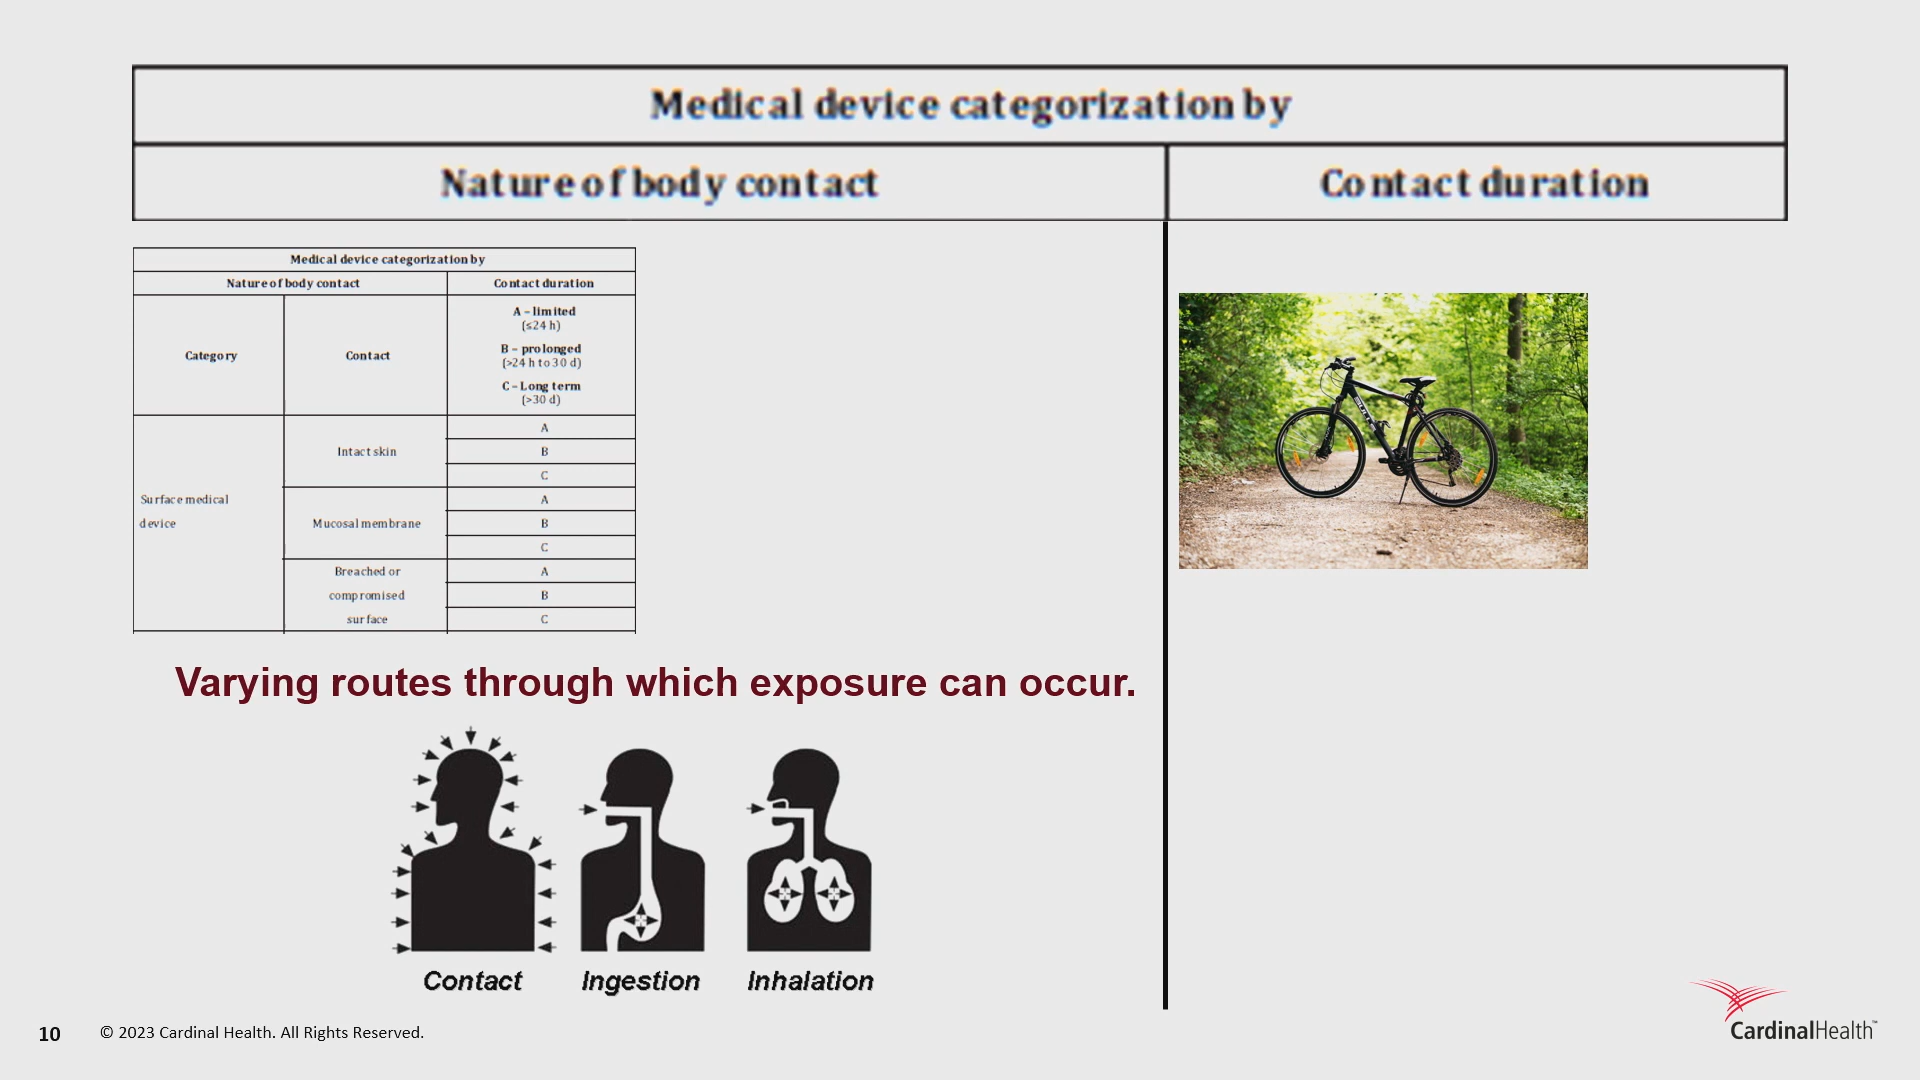 Medical device categorization by
Nature of body contact
Contact duration
Medical device categorization by
Nature of body contact
Contact duration
Category
Contact
A – limited
(≤24 h)
B – prolonged
(>24 h to 30 d)
C – Long term
(>30 d)
Surface medical
device
Intact skin
A
B
C
Mucosal membrane
A
B
C
Breached or
compromised
surface
A
B
C
Varying routes through which exposure can occur.
Contact
Ingestion
Inhalation
10
© 2023 Cardinal Health. All Rights Reserved.
CardinalHealth™